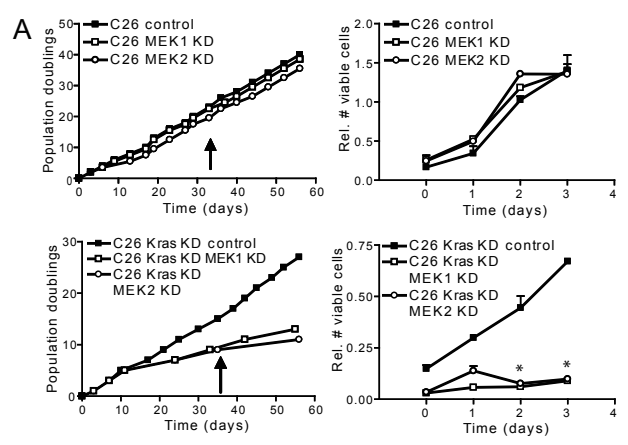 A
C26 control
C26 MEK1 KD
C26 MEK2 KD
Population doublings
50
40
30
20
10
0
0 10 20 30 40 50 60
Time (days)
C26 control
C26 MEK1 KD
C26 MEK2 KD
Rel. # viable cells
2.0
1.5
1.0
0.5
0.0
0 1 2 3 4
Time (days)
C26 Kras KD control
C26 Kras KD MEK1 KD
C26 Kras KD
MEK2 KD
Population doublings
30
20
10
0
0 10 20 30 40 50 60
Time (days)
C26 Kras KD control
C26 Kras KD
MEK1 KD
C26 Kras KD
MEK2 KD
Rel. # viable cells
0.75
0.50
0.25
0.00
* *
0 1 2 3 4
Time (days)